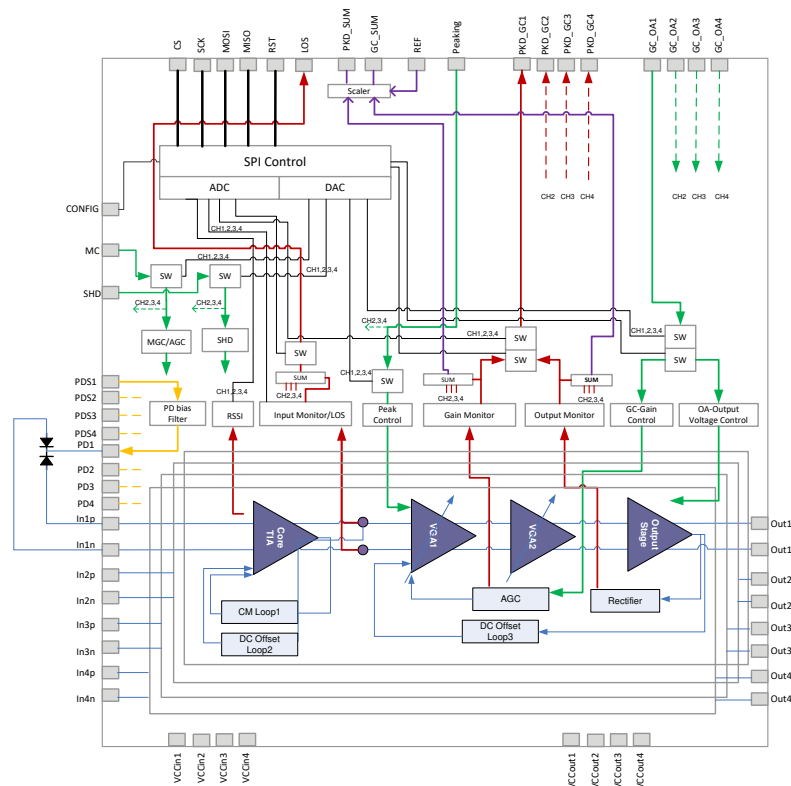 CS
SCK
MOSI
MISO
RST
LOS
PKD_SUM
GC_SUM
REF
Peaking
PKD_GC1
PKD_GC2
PKD_GC3
PKD_GC4
GC_OA1
GC_OA2
GC_OA3
GC_OA4
Scaler
SPI Control
ADC
DAC
CH2
CH3
CH4
CH2
CH3
CH4
CONFIG
MC
SHD
CH1,2,3,4
CH1,2,3,4
SW
SW
CH2,3,4
CH2,3,4
CH2,3,4
MGC/AGC
SHD
SW
SUM
CH2,3,4
CH1,2,3,4
SW
CH1,2,3,4
SW
SW
CH1,2,3,4
SW
SW
SUM
CH2,3,4
SUM
CH2,3,4
CH1,2,3,4
PDS1
PDS2
PDS3
PDS4
PD1
PD2
PD3
PD4
PD bias
Filter
RSSI
Input Monitor/LOS
Peak
Control
Gain Monitor
Output Monitor
GC-Gain
Control
OA-Output
Voltage Control
In1p
In1n
In2p
In2n
In3p
In3n
In4p
In4n
Core
TIA
VGA1
VGA2
Output
Stage
CM Loop1
DC Offset
Loop2
AGC
DC Offset
Loop3
Rectifier
Out1
Out1
Out2
Out2
Out3
Out3
Out4
Out4
VCCin1
VCCin2
VCCin3
VCCin4
VCCout1
VCCout2
VCCout3
VCCout4